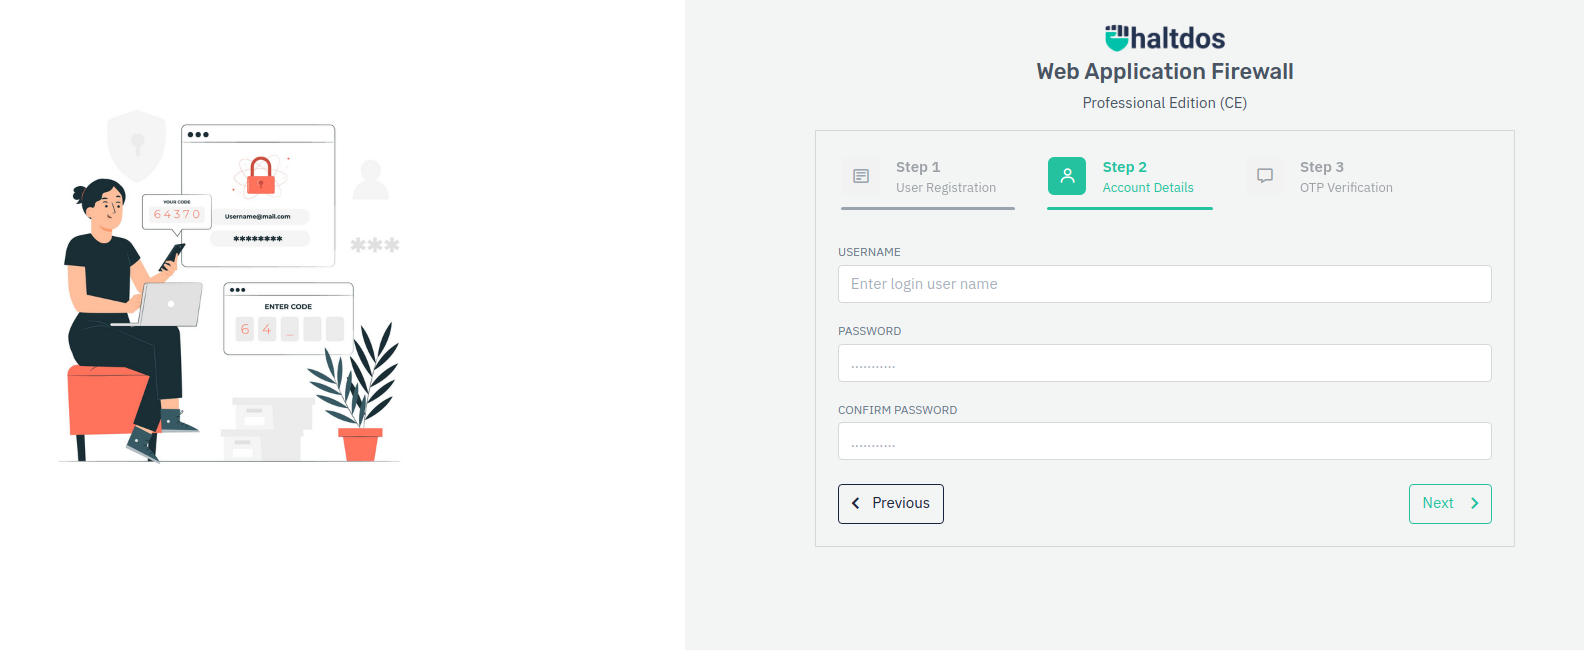 YOUR CODE
64370
Username@mail.com
********
***
ENTER CODE
6 4 _
haltdos
Web Application Firewall
Professional Edition (CE)
Step 1
User Registration
Step 2
Account Details
Step 3
OTP Verification
USERNAME
Enter login user name
PASSWORD
...........
CONFIRM PASSWORD
...........
Previous
Next